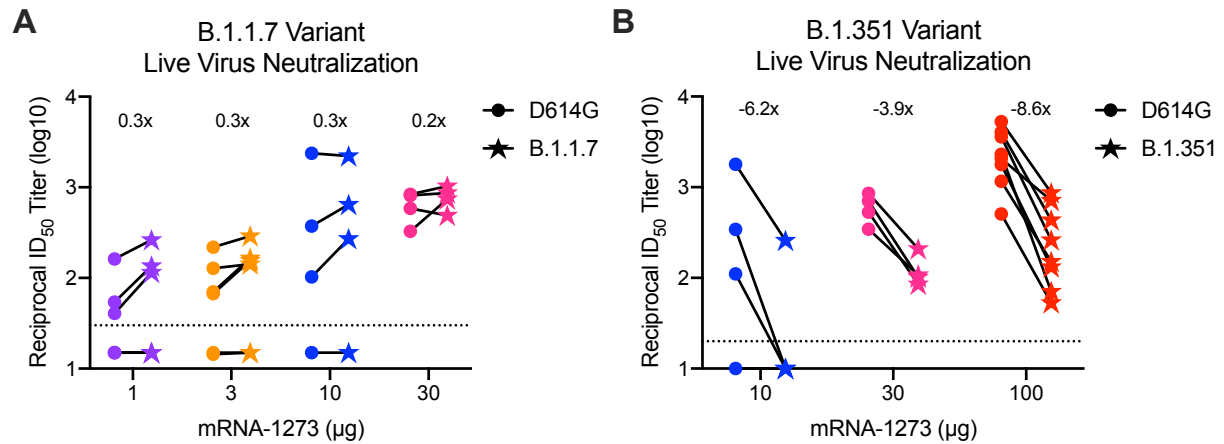 A
B.1.1.7 Variant
Live Virus Neutralization
Reciprocal ID50 Titer (log10)
4
3
2
1
0.3x
0.3x
0.3x
0.2x
D614G
B.1.1.7
1
3
10
30
mRNA-1273 (µg)
B
B.1.351 Variant
Live Virus Neutralization
Reciprocal ID50 Titer (log10)
4
3
2
1
-6.2x
-3.9x
-8.6x
D614G
B.1.351
10
30
100
mRNA-1273 (µg)